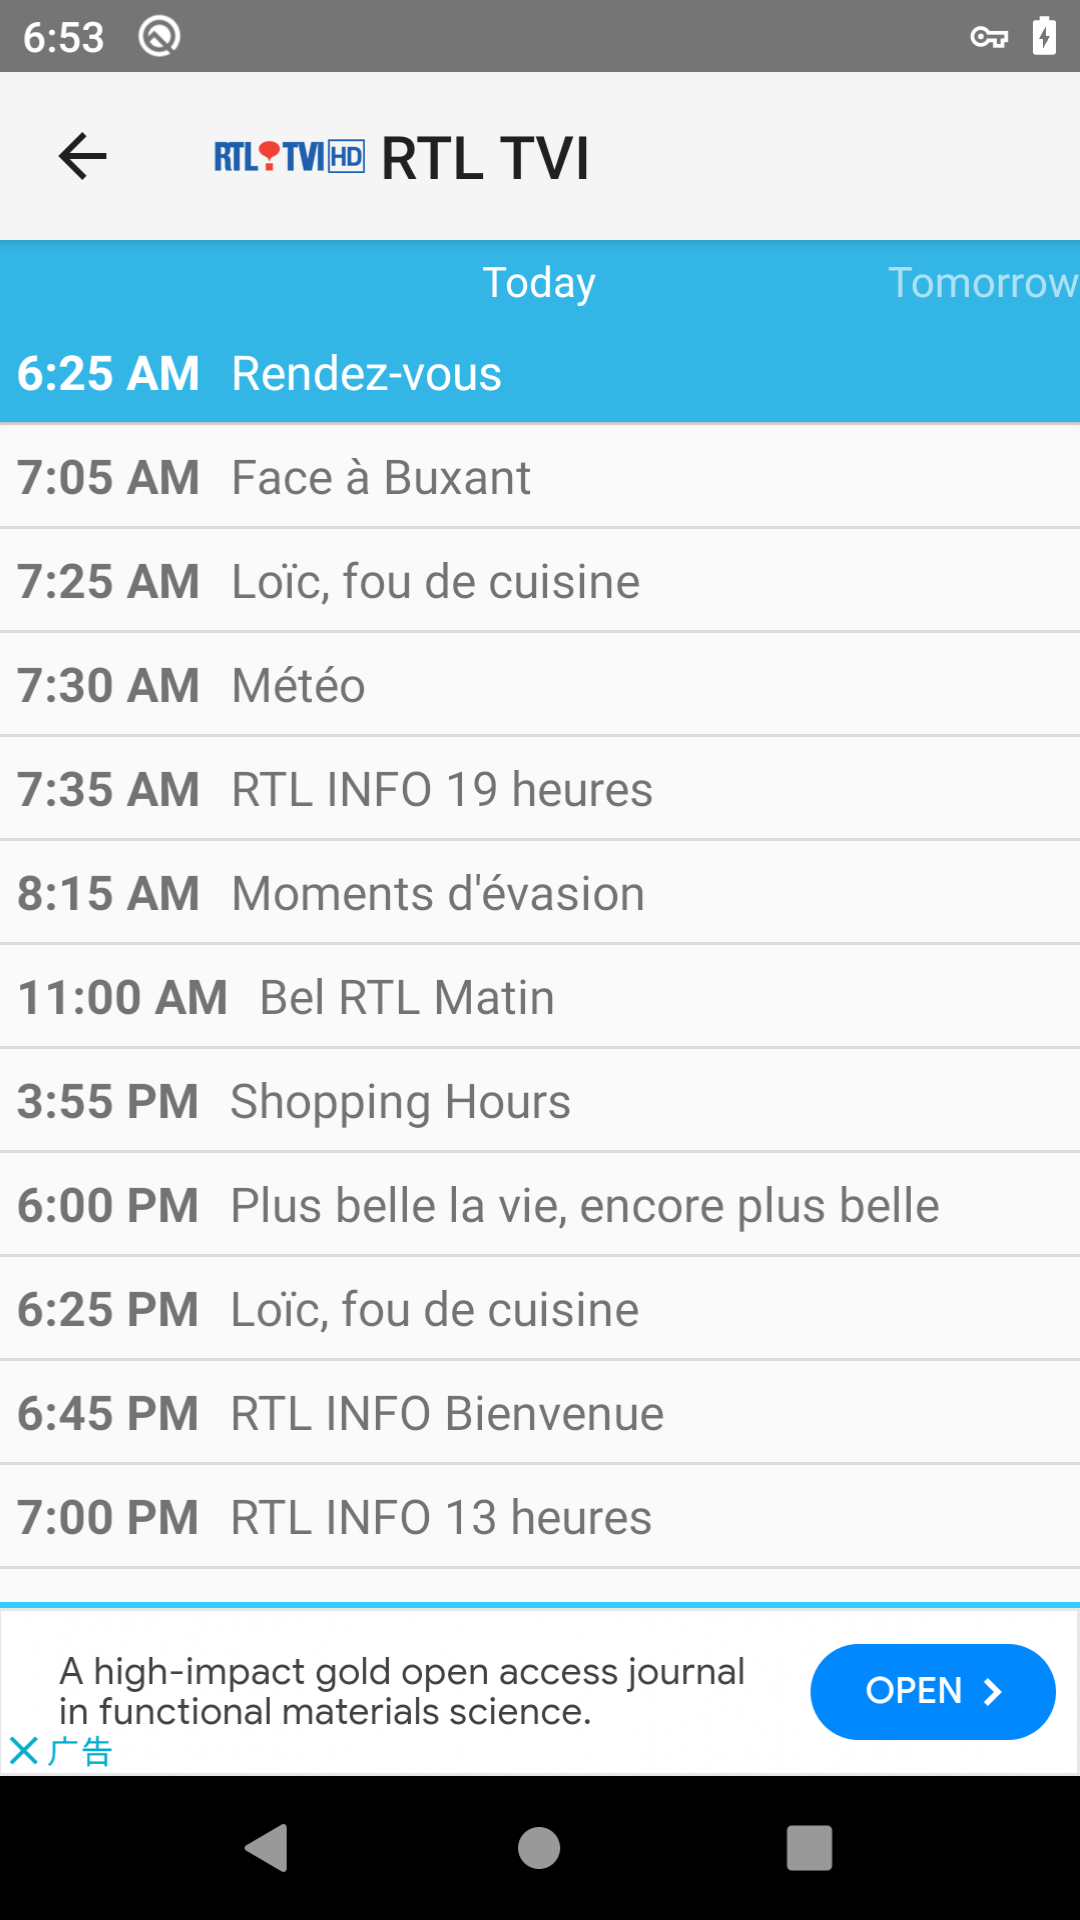 6:53
RTL TVI HD RTL TVI
Today Tomorrow
6:25 AM Rendez-vous
7:05 AM Face à Buxant
7:25 AM Loïc, fou de cuisine
7:30 AM Météo
7:35 AM RTL INFO 19 heures
8:15 AM Moments d'évasion
11:00 AM Bel RTL Matin
3:55 PM Shopping Hours
6:00 PM Plus belle la vie, encore plus belle
6:25 PM Loïc, fou de cuisine
6:45 PM RTL INFO Bienvenue
7:00 PM RTL INFO 13 heures
A high-impact gold open access journal
in functional materials science.
OPEN
广告